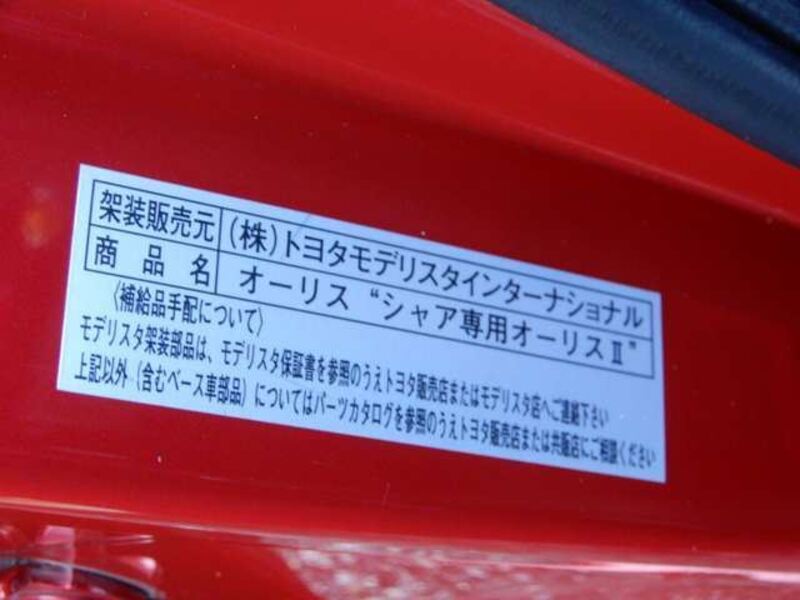 架装販売元 (株)トヨタモデリスタインターナショナル
商品名 オーリス“シャア専用オーリスⅡ”
〈補給品手配について〉
モデリスタ架装部品は、モデリスタ保証書を参照のうえトヨタ販売店またはモデリスタ店へご連絡下さい
上記以外(含むベース車部品)についてはパーツカタログを参照のうえトヨタ販売店または共販店にご相談ください